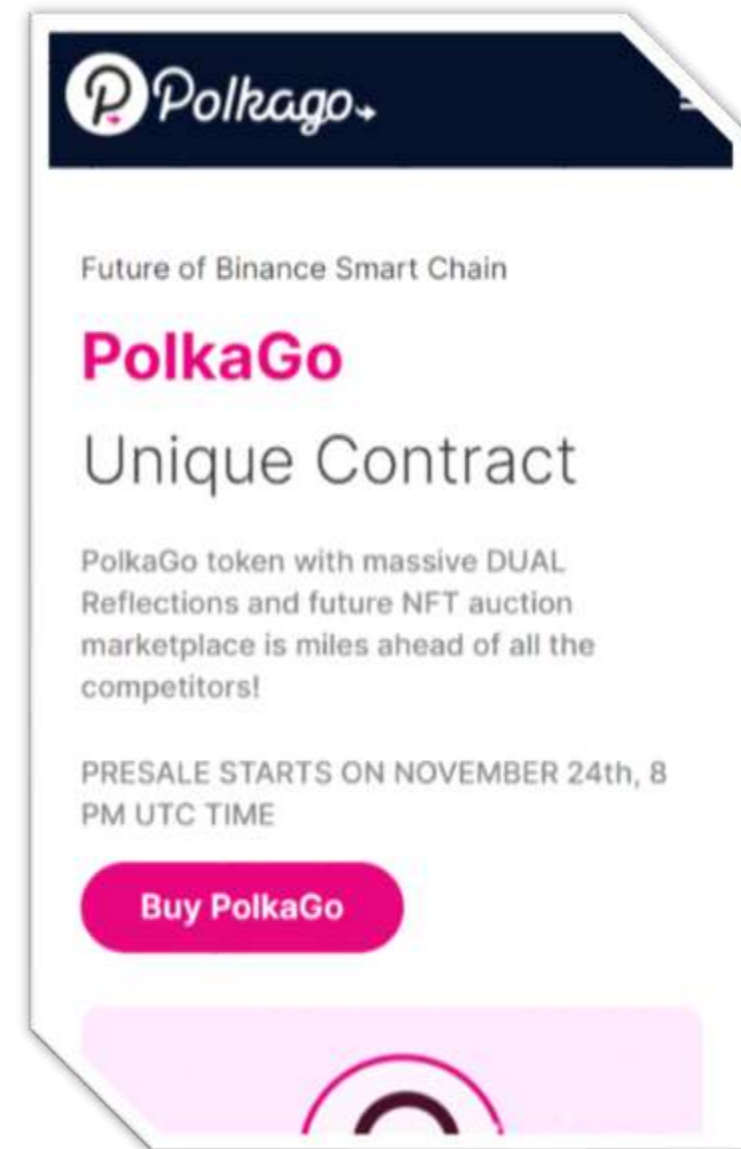 Polkago
Future of Binance Smart Chain
PolkaGo
Unique Contract
PolkaGo token with massive DUAL
Reflections and future NFT auction
marketplace is miles ahead of all the
competitors!
PRESALE STARTS ON NOVEMBER 24th, 8
PM UTC TIME
Buy PolkaGo